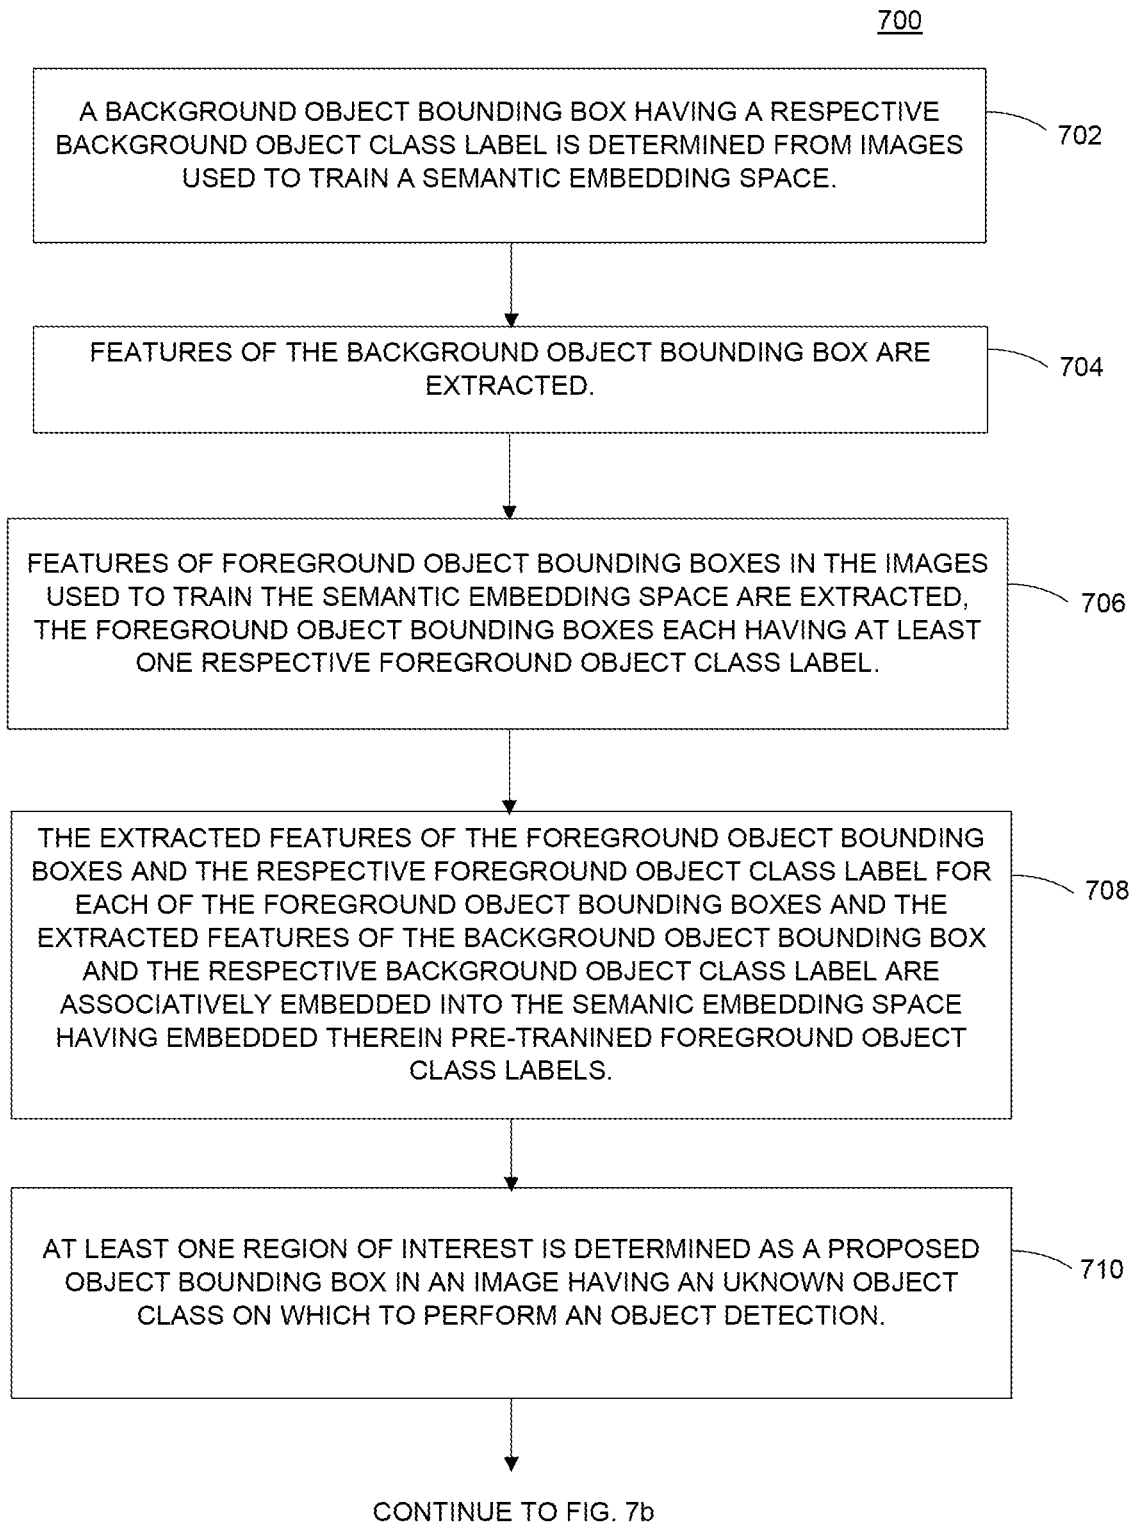 700
A BACKGROUND OBJECT BOUNDING BOX HAVING A RESPECTIVE
BACKGROUND OBJECT CLASS LABEL IS DETERMINED FROM IMAGES
USED TO TRAIN A SEMANTIC EMBEDDING SPACE.
702
FEATURES OF THE BACKGROUND OBJECT BOUNDING BOX ARE
EXTRACTED.
704
FEATURES OF FOREGROUND OBJECT BOUNDING BOXES IN THE IMAGES
USED TO TRAIN THE SEMANTIC EMBEDDING SPACE ARE EXTRACTED,
THE FOREGROUND OBJECT BOUNDING BOXES EACH HAVING AT LEAST
ONE RESPECTIVE FOREGROUND OBJECT CLASS LABEL.
706
THE EXTRACTED FEATURES OF THE FOREGROUND OBJECT BOUNDING
BOXES AND THE RESPECTIVE FOREGROUND OBJECT CLASS LABEL FOR
EACH OF THE FOREGROUND OBJECT BOUNDING BOXES AND THE
EXTRACTED FEATURES OF THE BACKGROUND OBJECT BOUNDING BOX
AND THE RESPECTIVE BACKGROUND OBJECT CLASS LABEL ARE
ASSOCIATIVELY EMBEDDED INTO THE SEMANIC EMBEDDING SPACE
HAVING EMBEDDED THEREIN PRE-TRANINED FOREGROUND OBJECT
CLASS LABELS.
708
AT LEAST ONE REGION OF INTEREST IS DETERMINED AS A PROPOSED
OBJECT BOUNDING BOX IN AN IMAGE HAVING AN UKNOWN OBJECT
CLASS ON WHICH TO PERFORM AN OBJECT DETECTION.
710
CONTINUE TO FIG. 7b